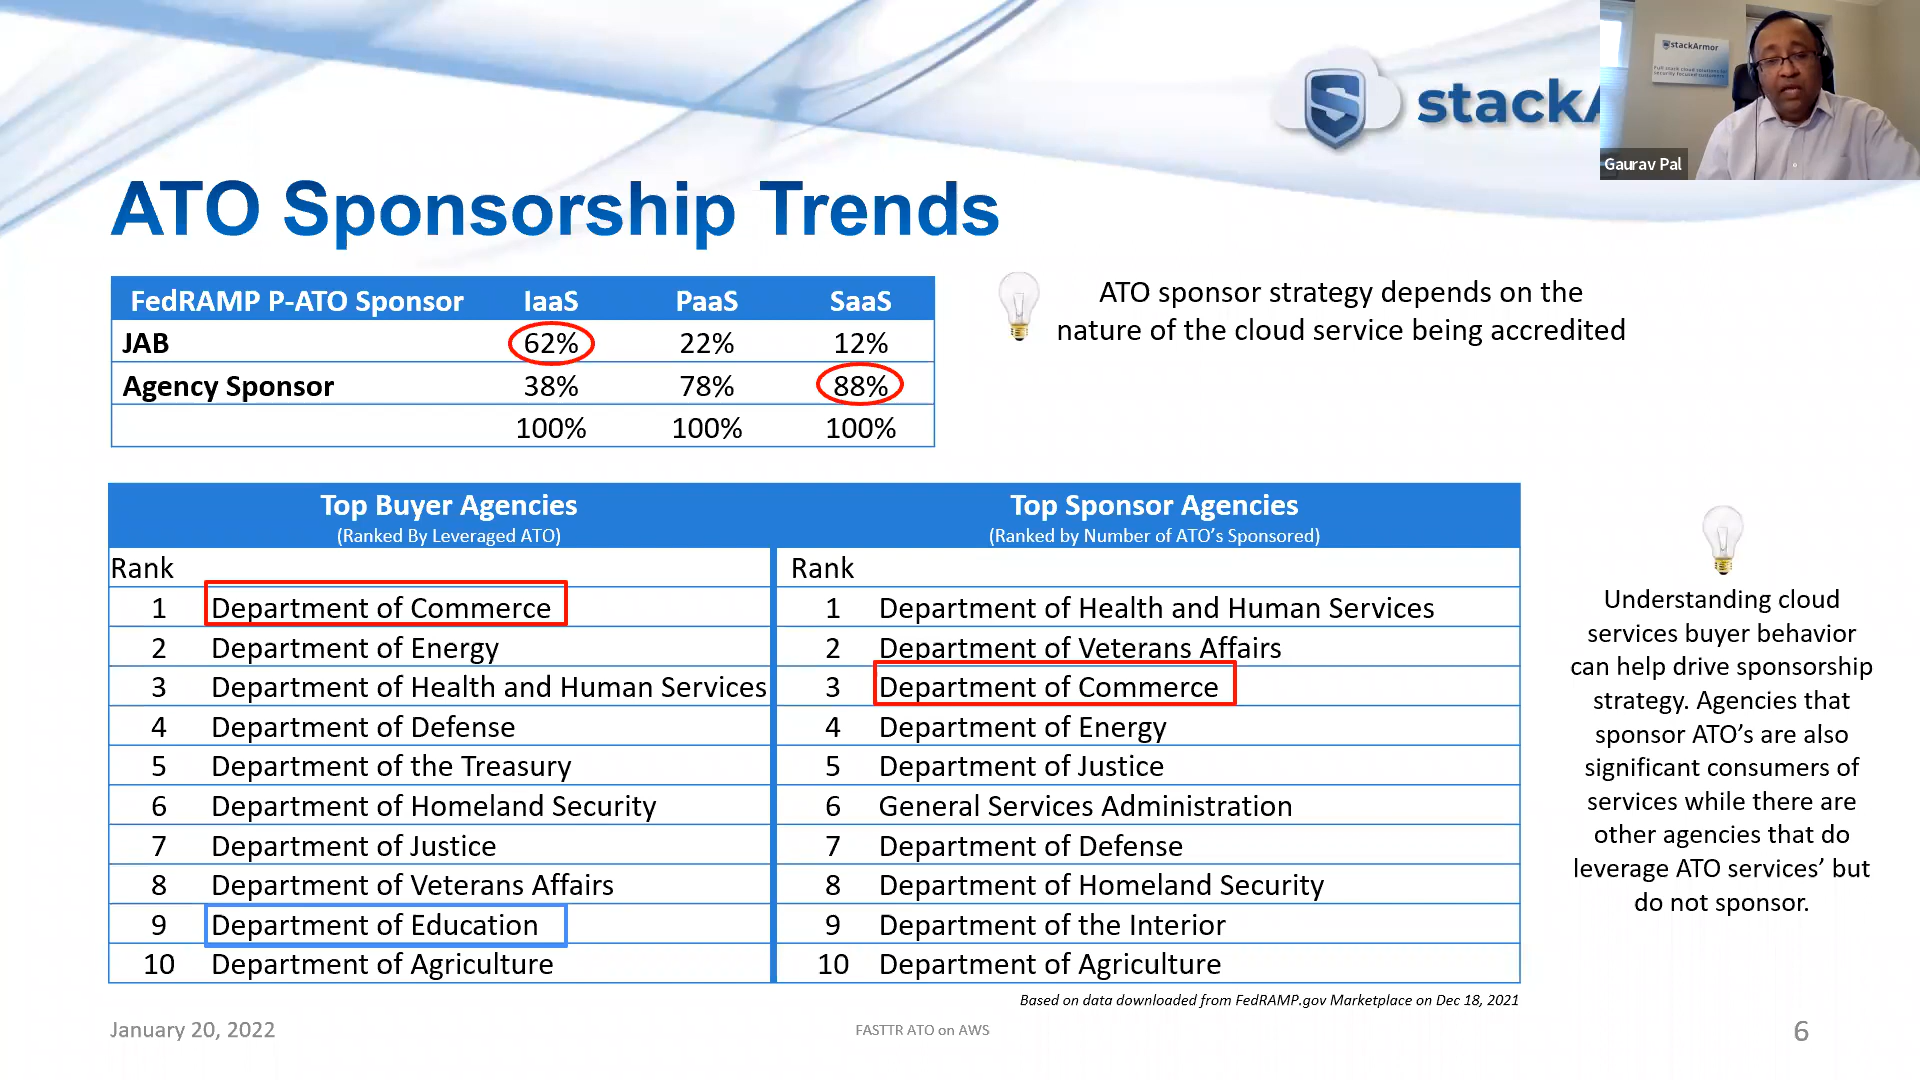 stackA
stackArmor
Gaurav Pal
ATO Sponsorship Trends
FedRAMP P-ATO Sponsor IaaS PaaS SaaS
JAB 62% 22% 12%
Agency Sponsor 38% 78% 88%
100% 100% 100%
ATO sponsor strategy depends on the
nature of the cloud service being accredited
Top Buyer Agencies
(Ranked By Leveraged ATO)
Rank
1 Department of Commerce
2 Department of Energy
3 Department of Health and Human Services
4 Department of Defense
5 Department of the Treasury
6 Department of Homeland Security
7 Department of Justice
8 Department of Veterans Affairs
9 Department of Education
10 Department of Agriculture
Top Sponsor Agencies
(Ranked by Number of ATO’s Sponsored)
Rank
1 Department of Health and Human Services
2 Department of Veterans Affairs
3 Department of Commerce
4 Department of Energy
5 Department of Justice
6 General Services Administration
7 Department of Defense
8 Department of Homeland Security
9 Department of the Interior
10 Department of Agriculture
Understanding cloud
services buyer behavior
can help drive sponsorship
strategy. Agencies that
sponsor ATO’s are also
significant consumers of
services while there are
other agencies that do
leverage ATO services’ but
do not sponsor.
Based on data downloaded from FedRAMP.gov Marketplace on Dec 18, 2021
January 20, 2022
FASTTR ATO on AWS
6